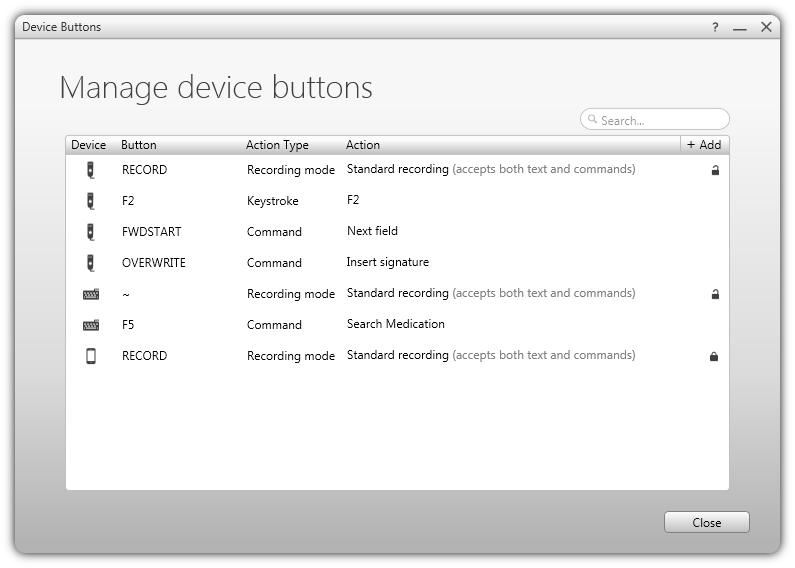 Device Buttons ?
Manage device buttons
Search...
Device Button Action Type Action + Add
RECORD Recording mode Standard recording (accepts both text and commands)
F2 Keystroke F2
FWDSTART Command Next field
OVERWRITE Command Insert signature
~ Recording mode Standard recording (accepts both text and commands)
F5 Command Search Medication
RECORD Recording mode Standard recording (accepts both text and commands)
Close